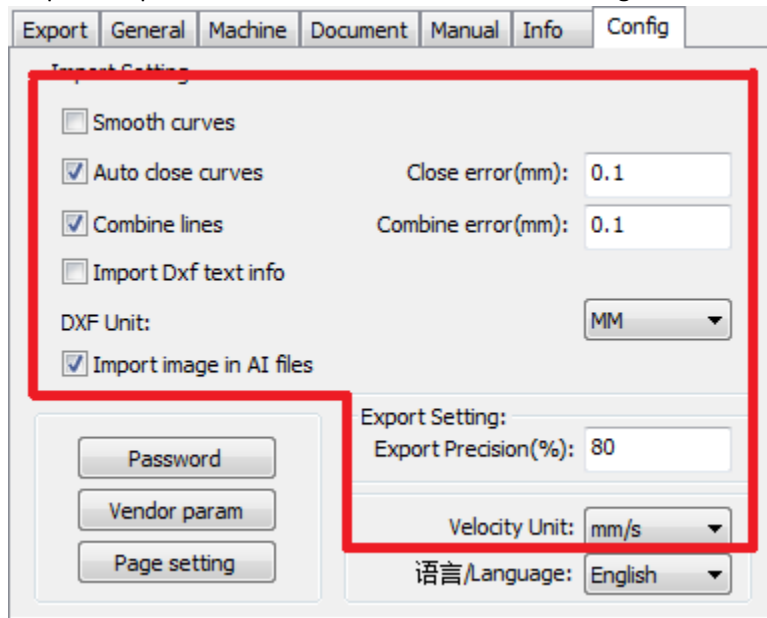 Export General Machine Document Manual Info Config
Import Setting
Smooth curves
Auto close curves Close error(mm): 0.1
Combine lines Combine error(mm): 0.1
Import Dxf text info
DXF Unit: MM
Import image in AI files
Export Setting:
Password Export Precision(%): 80
Vendor param Velocity Unit: mm/s
Page setting 语言/Language: English